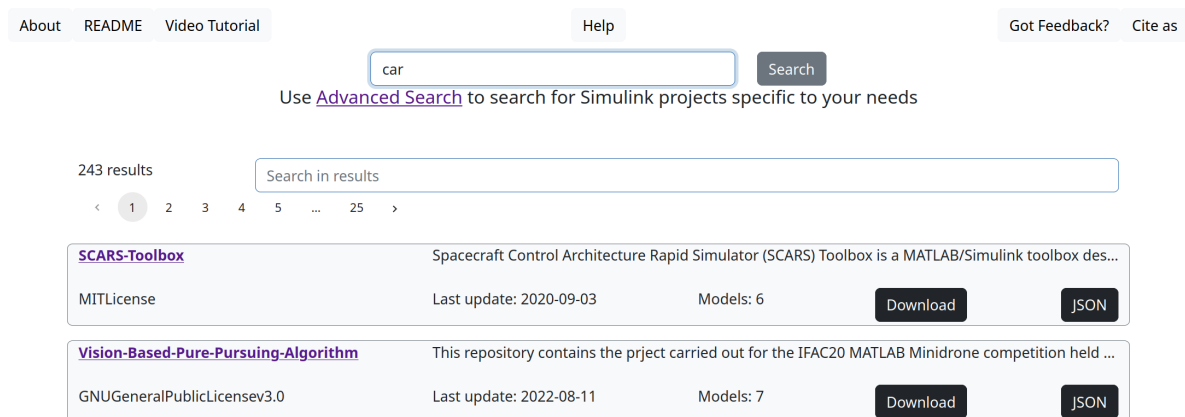 About README Video Tutorial Help Got Feedback? Cite as
car Search
Use Advanced Search to search for Simulink projects specific to your needs
243 results Search in results
‹ 1 2 3 4 5 ... 25 ›
SCARS-Toolbox Spacecraft Control Architecture Rapid Simulator (SCARS) Toolbox is a MATLAB/Simulink toolbox des...
MITLicense Last update: 2020-09-03 Models: 6 Download JSON
Vision-Based-Pure-Pursuing-Algorithm This repository contains the prject carried out for the IFAC20 MATLAB Minidrone competition held ...
GNUGeneralPublicLicensev3.0 Last update: 2022-08-11 Models: 7 Download JSON